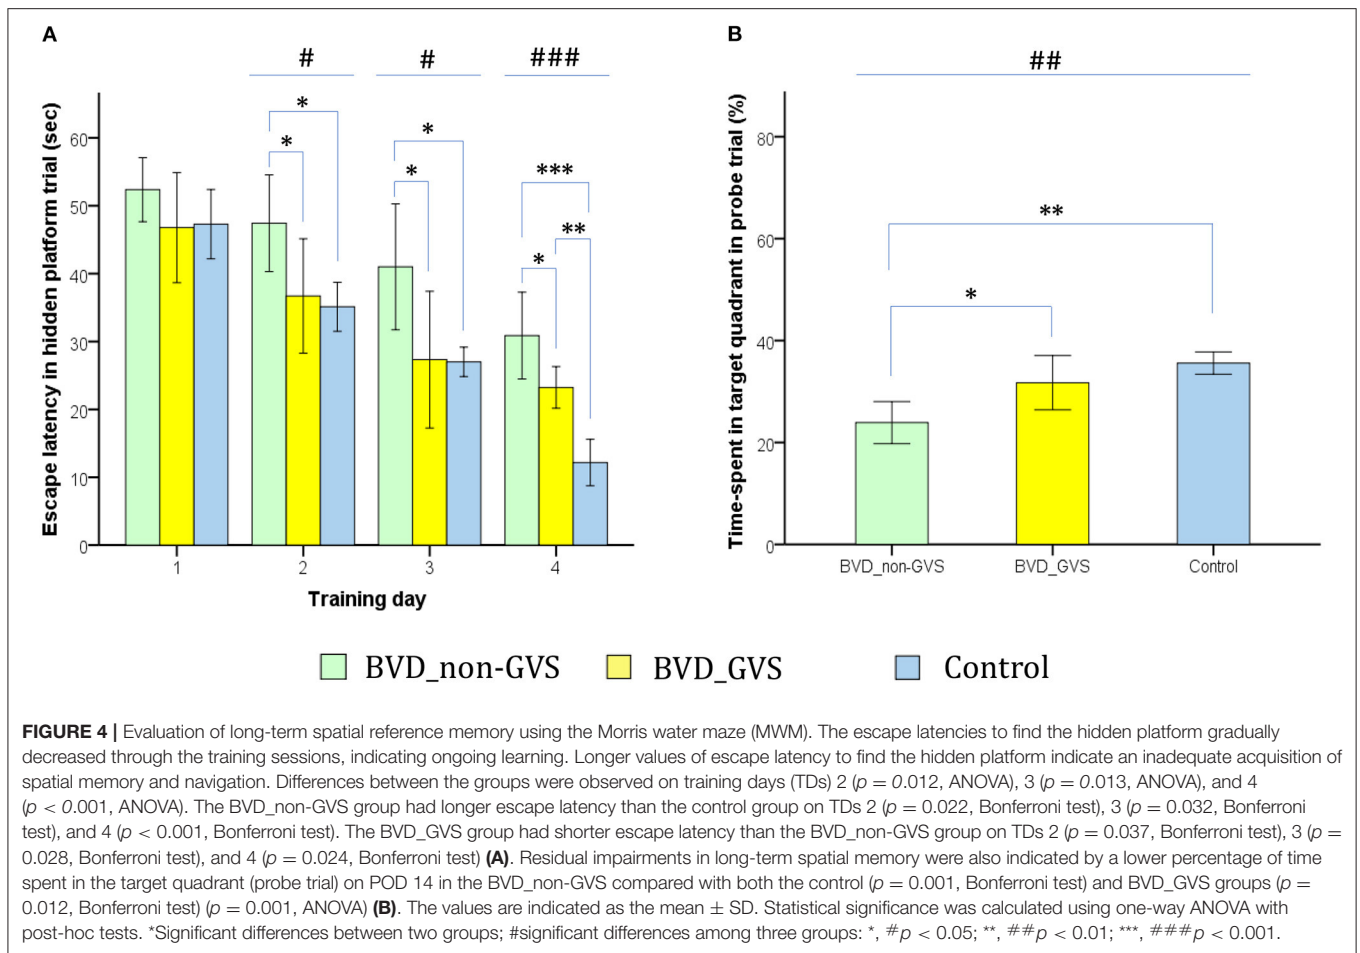 A
B
# # ###
##
* * * * *** ** *
** *
Escape latency in hidden platform trial (sec)
60
50
40
30
20
10
0
1 2 3 4
Training day
Time-spent in target quadrant in probe trial (%)
80
60
40
20
0
BVD_non-GVS BVD_GVS Control
BVD_non-GVS BVD_GVS Control
FIGURE 4 | Evaluation of long-term spatial reference memory using the Morris water maze (MWM). The escape latencies to find the hidden platform gradually
decreased through the training sessions, indicating ongoing learning. Longer values of escape latency to find the hidden platform indicate an inadequate acquisition of
spatial memory and navigation. Differences between the groups were observed on training days (TDs) 2 (p = 0.012, ANOVA), 3 (p = 0.013, ANOVA), and 4
(p < 0.001, ANOVA). The BVD_non-GVS group had longer escape latency than the control group on TDs 2 (p = 0.022, Bonferroni test), 3 (p = 0.032, Bonferroni
test), and 4 (p < 0.001, Bonferroni test). The BVD_GVS group had shorter escape latency than the BVD_non-GVS group on TDs 2 (p = 0.037, Bonferroni test), 3 (p =
0.028, Bonferroni test), and 4 (p = 0.024, Bonferroni test) (A). Residual impairments in long-term spatial memory were also indicated by a lower percentage of time
spent in the target quadrant (probe trial) on POD 14 in the BVD_non-GVS compared with both the control (p = 0.001, Bonferroni test) and BVD_GVS groups (p =
0.012, Bonferroni test) (p = 0.001, ANOVA) (B). The values are indicated as the mean ± SD. Statistical significance was calculated using one-way ANOVA with
post-hoc tests. *Significant differences between two groups; #significant differences among three groups: *, #p < 0.05; **, ##p < 0.01; ***, ###p < 0.001.